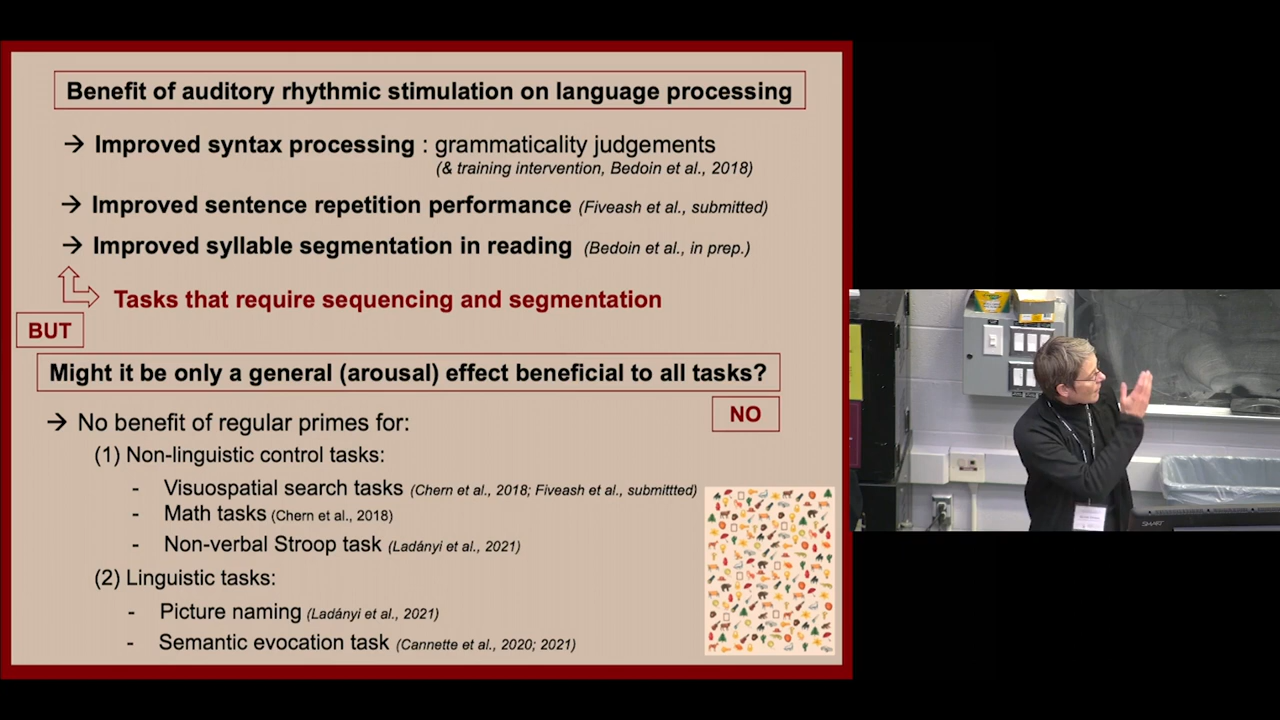 Benefit of auditory rhythmic stimulation on language processing
→ Improved syntax processing : grammaticality judgements
(& training intervention, Bedoin et al., 2018)
→ Improved sentence repetition performance (Fiveash et al., submitted)
→ Improved syllable segmentation in reading (Bedoin et al., in prep.)
Tasks that require sequencing and segmentation
BUT
Might it be only a general (arousal) effect beneficial to all tasks?
NO
→ No benefit of regular primes for:
(1) Non-linguistic control tasks:
- Visuospatial search tasks (Chern et al., 2018; Fiveash et al., submittted)
- Math tasks (Chern et al., 2018)
- Non-verbal Stroop task (Ladányi et al., 2021)
(2) Linguistic tasks:
- Picture naming (Ladányi et al., 2021)
- Semantic evocation task (Cannette et al., 2020; 2021)
SMART